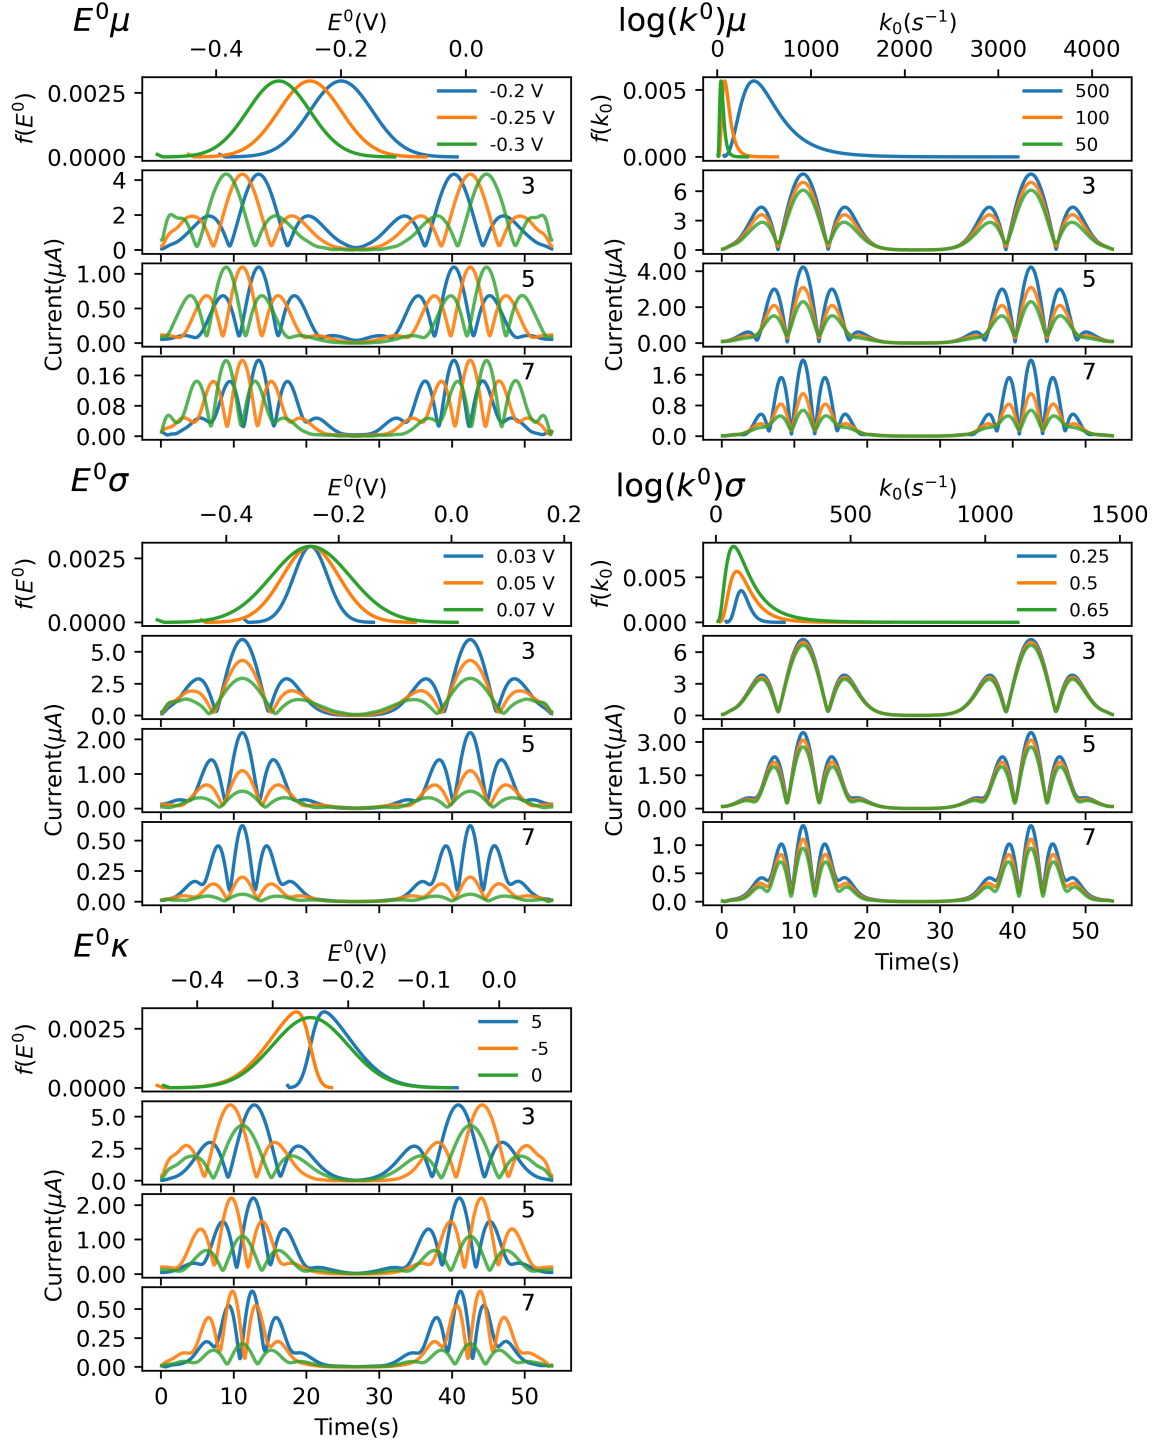 E⁰μ
E⁰(V)
−0.4 −0.2 0.0
f(E⁰)
0.0025
0.0000
-0.2 V
-0.25 V
-0.3 V
Current(μA)
4
2
0
3
1.00
0.50
0.00
5
0.16
0.08
0.00
7
log(k⁰)μ
k₀(s⁻¹)
0 1000 2000 3000 4000
f(k₀)
0.005
0.000
500
100
50
Current(μA)
6
3
0
3
4.00
2.00
0.00
5
1.6
0.8
0.0
7
E⁰σ
E⁰(V)
−0.4 −0.2 0.0 0.2
f(E⁰)
0.0025
0.0000
0.03 V
0.05 V
0.07 V
Current(μA)
5.0
2.5
0.0
3
2.00
1.00
0.00
5
0.50
0.25
0.00
7
log(k⁰)σ
k₀(s⁻¹)
0 500 1000 1500
f(k₀)
0.005
0.000
0.25
0.5
0.65
Current(μA)
6
3
0
3
3.00
1.50
0.00
5
1.0
0.5
0.0
7
0 10 20 30 40 50
Time(s)
E⁰κ
E⁰(V)
−0.4 −0.3 −0.2 −0.1 0.0
f(E⁰)
0.0025
0.0000
5
-5
0
Current(μA)
5.0
2.5
0.0
3
2.00
1.00
0.00
5
0.50
0.25
0.00
7
0 10 20 30 40 50
Time(s)